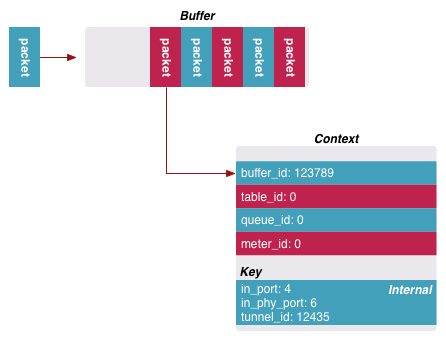 Buffer
packet
packet
packet
packet
packet
packet
Context
buffer_id: 123789
table_id: 0
queue_id: 0
meter_id: 0
Key
in_port: 4
Internal
in_phy_port: 6
tunnel_id: 12435